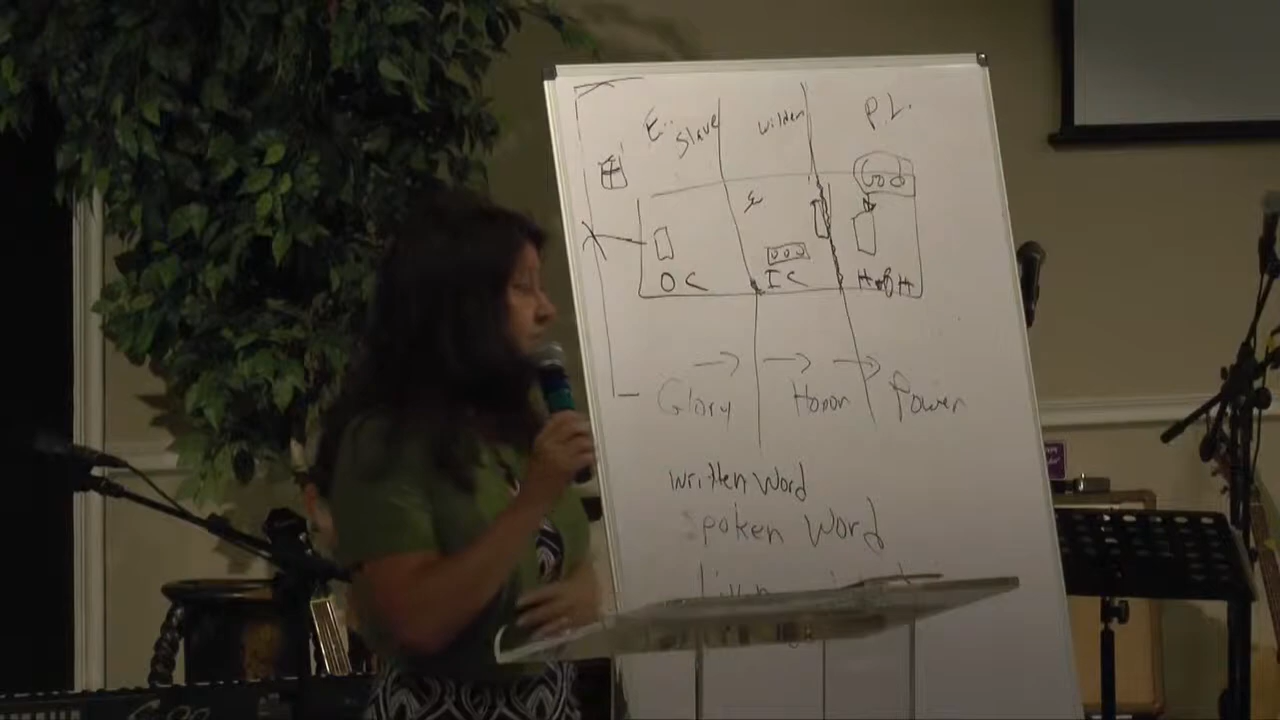 E: Slave wilder P.L.
God
OC IC HofH
Glory Honor Power
written word
Spoken Word